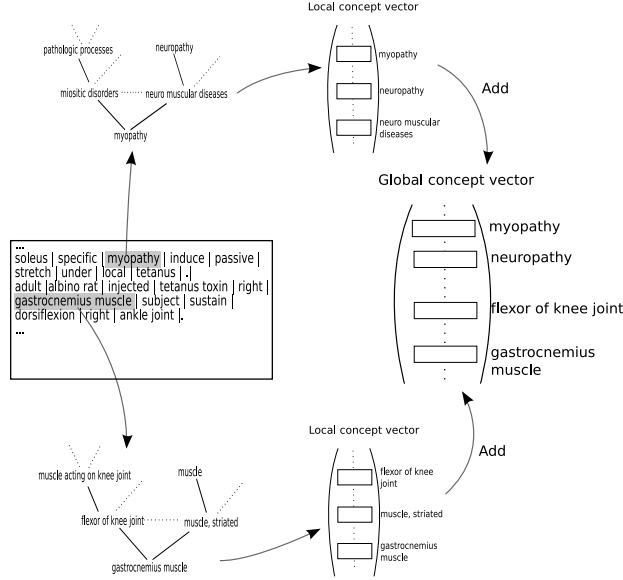 Local concept vector
pathologic processes
neuropathy
miositic disorders
neuro muscular diseases
myopathy
myopathy
neuropathy
neuro muscular
diseases
Add
Global concept vector
myopathy
neuropathy
flexor of knee joint
gastrocnemius
muscle
...
soleus | specific | myopathy | induce | passive |
stretch | under | local | tetanus | .|
adult |albino rat | injected | tetanus toxin | right |
gastrocnemius muscle | subject | sustain |
dorsiflexion | right | ankle joint |.
...
Local concept vector
Add
muscle acting on knee joint
muscle
flexor of knee joint
muscle, striated
gastrocnemius muscle
flexor of knee
joint
muscle, striated
gastrocnemius
muscle